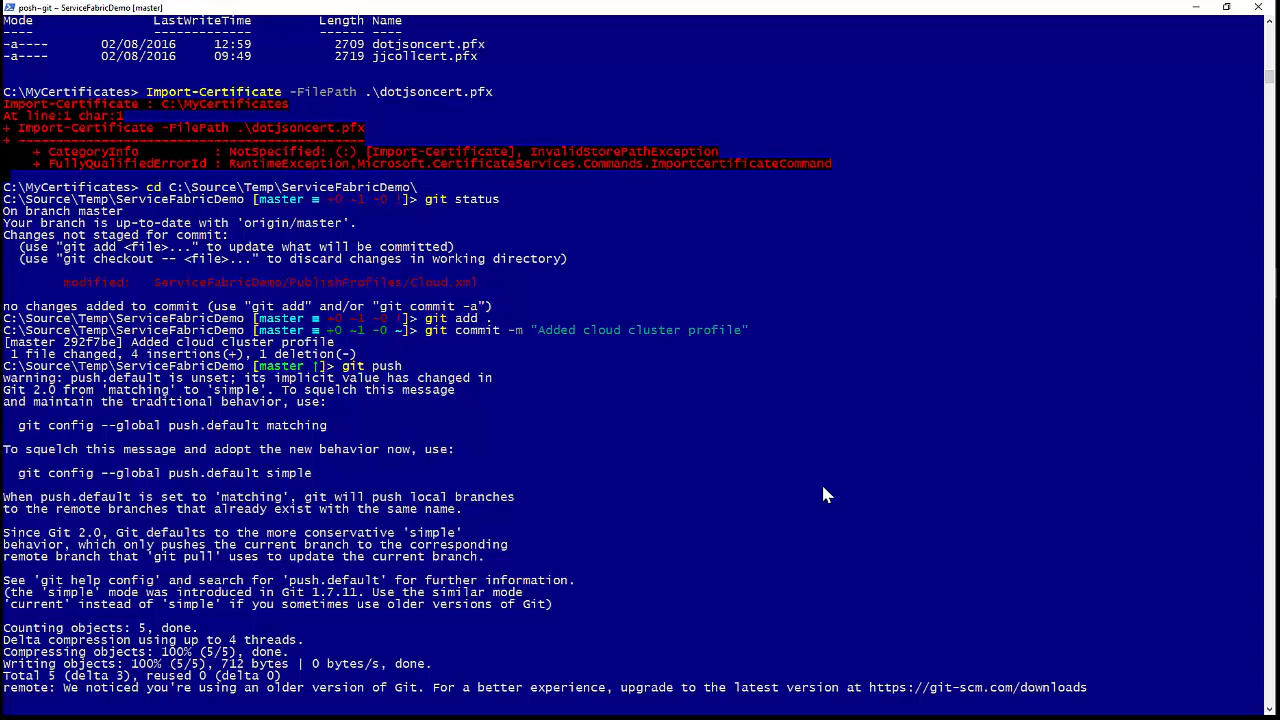 posh~git ~ ServiceFabricDemo [master]
Mode                LastWriteTime         Length Name
----                -------------         ------ ----
-a----       02/08/2016     12:59           2709 dotjsoncert.pfx
-a----       02/08/2016     09:49           2719 jjcollcert.pfx
C:\MyCertificates> Import-Certificate -FilePath .\dotjsoncert.pfx
Import-Certificate : C:\MyCertificates
At line:1 char:1
+ Import-Certificate -FilePath .\dotjsoncert.pfx
+ ~~~~~~~~~~~~~~~~~~~~~~~~~~~~~~~~~~~~~~~~~~~~~~
    + CategoryInfo          : NotSpecified: (:) [Import-Certificate], InvalidStorePathException
    + FullyQualifiedErrorId : RuntimeException,Microsoft.CertificateServices.Commands.ImportCertificateCommand
C:\MyCertificates> cd C:\Source\Temp\ServiceFabricDemo\
C:\Source\Temp\ServiceFabricDemo [master ≡ +0 ~1 -0 !]> git status
On branch master
Your branch is up-to-date with 'origin/master'.
Changes not staged for commit:
  (use "git add <file>..." to update what will be committed)
  (use "git checkout -- <file>..." to discard changes in working directory)
        modified:   ServiceFabricDemo/PublishProfiles/Cloud.xml
no changes added to commit (use "git add" and/or "git commit -a")
C:\Source\Temp\ServiceFabricDemo [master ≡ +0 ~1 -0 !]> git add .
C:\Source\Temp\ServiceFabricDemo [master ≡ +0 ~1 -0 ~]> git commit -m "Added cloud cluster profile"
[master 292f7be] Added cloud cluster profile
 1 file changed, 4 insertions(+), 1 deletion(-)
C:\Source\Temp\ServiceFabricDemo [master ↑]> git push
warning: push.default is unset; its implicit value has changed in
Git 2.0 from 'matching' to 'simple'. To squelch this message
and maintain the traditional behavior, use:
  git config --global push.default matching
To squelch this message and adopt the new behavior now, use:
  git config --global push.default simple
When push.default is set to 'matching', git will push local branches
to the remote branches that already exist with the same name.
Since Git 2.0, Git defaults to the more conservative 'simple'
behavior, which only pushes the current branch to the corresponding
remote branch that 'git pull' uses to update the current branch.
See 'git help config' and search for 'push.default' for further information.
(the 'simple' mode was introduced in Git 1.7.11. Use the similar mode
'current' instead of 'simple' if you sometimes use older versions of Git)
Counting objects: 5, done.
Delta compression using up to 4 threads.
Compressing objects: 100% (5/5), done.
Writing objects: 100% (5/5), 712 bytes | 0 bytes/s, done.
Total 5 (delta 3), reused 0 (delta 0)
remote: We noticed you're using an older version of Git. For a better experience, upgrade to the latest version at https://git-scm.com/downloads